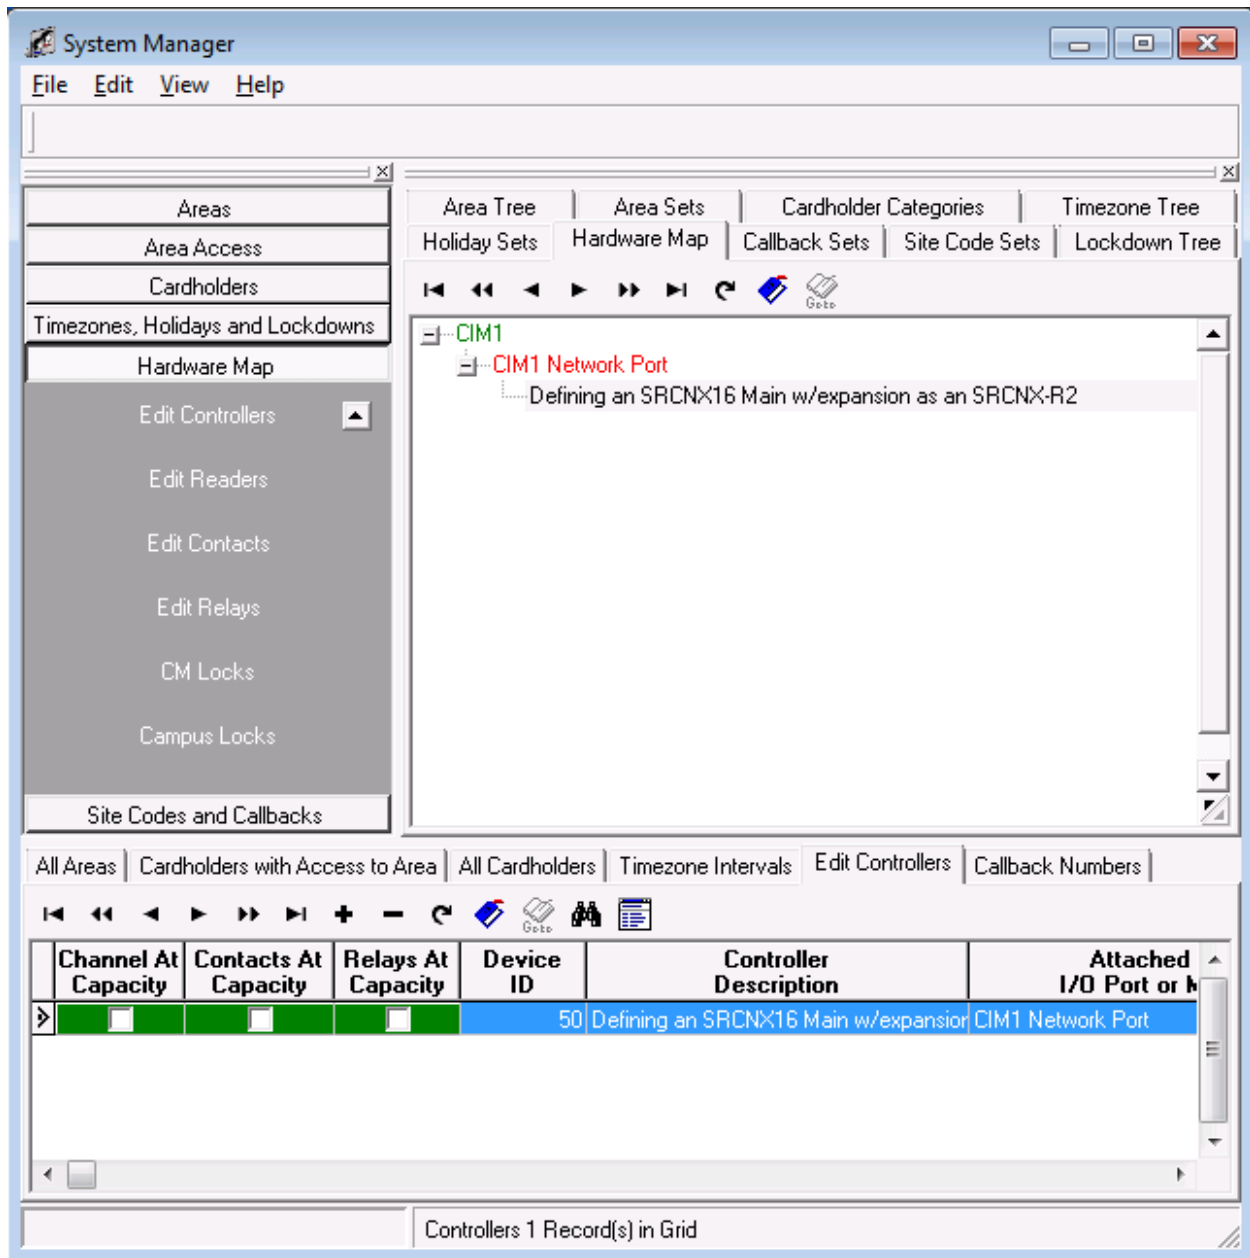 System Manager
File Edit View Help
Areas
Area Access
Cardholders
Timezones, Holidays and Lockdowns
Hardware Map
Edit Controllers
Edit Readers
Edit Contacts
Edit Relays
CM Locks
Campus Locks
Site Codes and Callbacks
Area Tree Area Sets Cardholder Categories Timezone Tree
Holiday Sets Hardware Map Callback Sets Site Code Sets Lockdown Tree
Goto
CIM1
CIM1 Network Port
Defining an SRCNX16 Main w/expansion as an SRCNX-R2
All Areas Cardholders with Access to Area All Cardholders Timezone Intervals Edit Controllers Callback Numbers
Goto
Channel At Contacts At Relays At Device Controller Attached
Capacity Capacity Capacity ID Description I/O Port or
50 Defining an SRCNX16 Main w/expansion CIM1 Network Port
Controllers 1 Record(s) in Grid